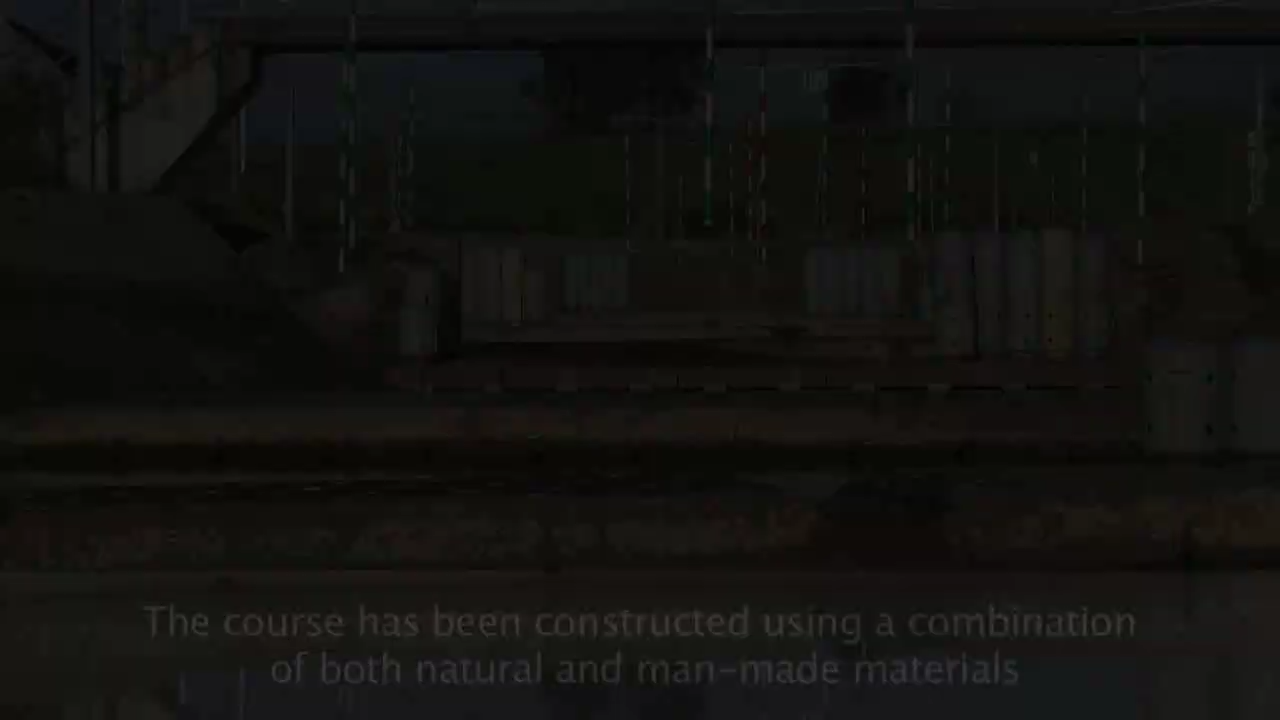 The course has been constructed using a combination
of both natural and man-made materials